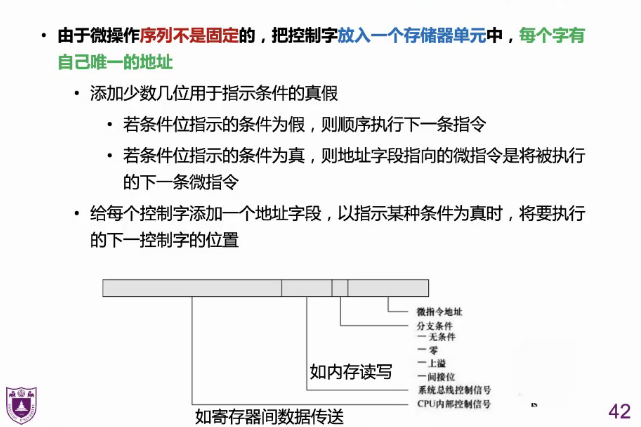 • 由于微操作序列不是固定的，把控制字放入一个存储器单元中，每个字有
自己唯一的地址
• 添加少数几位用于指示条件的真假
• 若条件位指示的条件为假，则顺序执行下一条指令
• 若条件位指示的条件为真，则地址字段指向的微指令是将被执行
的下一条微指令
• 给每个控制字添加一个地址字段，以指示某种条件为真时，将要执行
的下一控制字的位置
微指令地址
分支条件
一无条件
一零
一上溢
一间接位
如内存读写
系统总线控制信号
CPU内部控制信号
如寄存器间数据传送
42